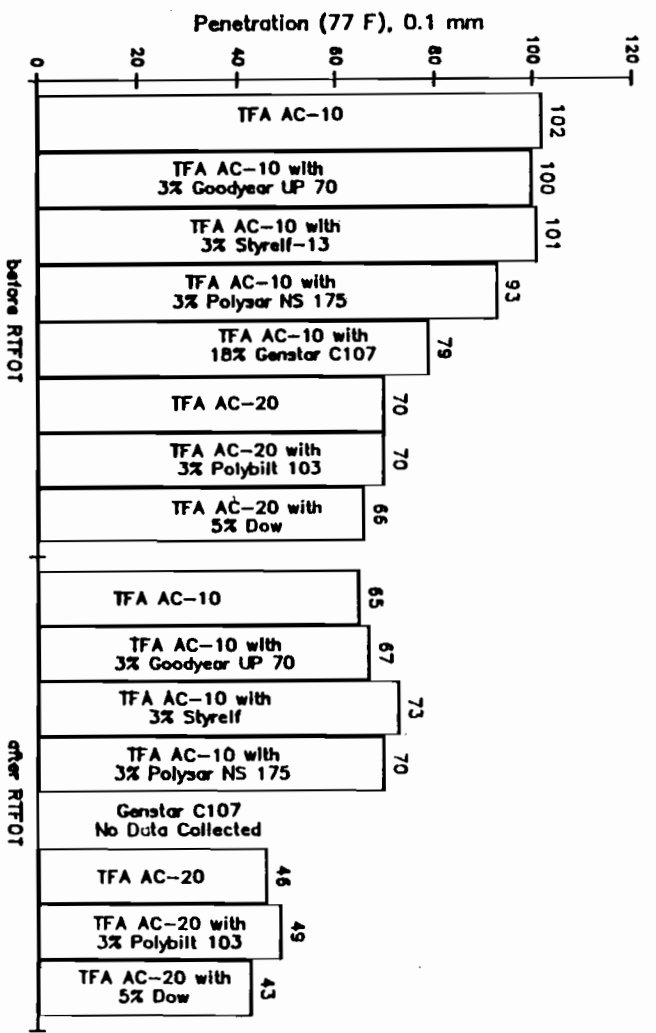 Penetration (77 F), 0.1 mm
0
20
40
60
80
100
120
TFA AC-10
102
TFA AC-10 with
3% Goodyear UP 70
100
TFA AC-10 with
3% Styrelf-13
101
TFA AC-10 with
3% Polysar NS 175
93
TFA AC-10 with
18% Genstar C107
79
TFA AC-20
70
TFA AC-20 with
3% Polybilt 103
70
TFA AC-20 with
5% Dow
66
before RTFOT
TFA AC-10
65
TFA AC-10 with
3% Goodyear UP 70
67
TFA AC-10 with
3% Styrelf
73
TFA AC-10 with
3% Polysar NS 175
70
Genstar C107
No Data Collected
TFA AC-20
46
TFA AC-20 with
3% Polybilt 103
49
TFA AC-20 with
5% Dow
43
after RTFOT